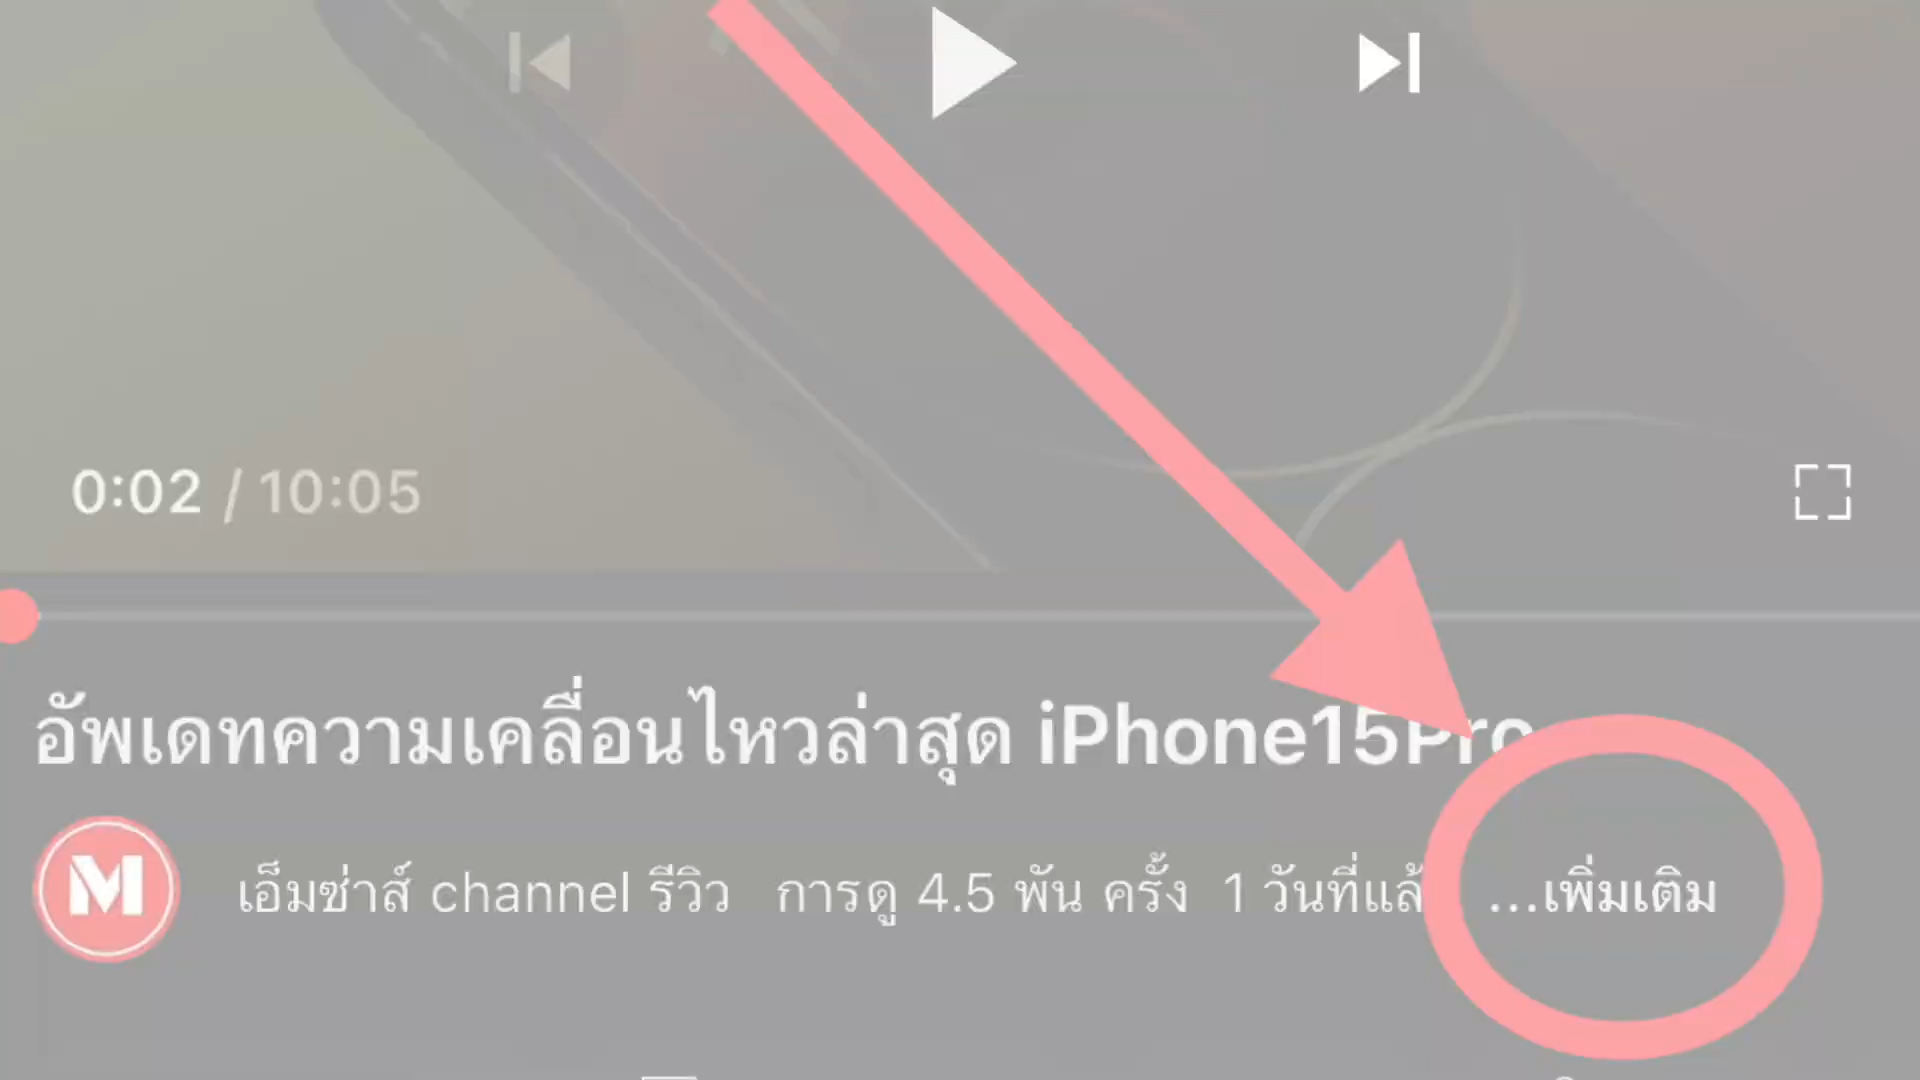 0:02 / 10:05
อัพเดทความเคลื่อนไหวล่าสุด iPhone15Pro
M
เอ็มซ่าส์ channel รีวิว การดู 4.5 พัน ครั้ง 1 วันที่แล้ ...เพิ่มเติม